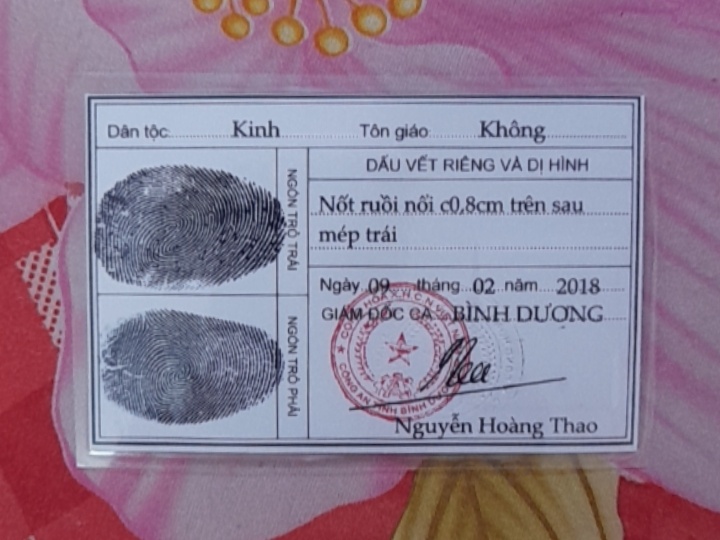 Dân tộc: Kinh Tôn giáo: Không
NGÓN TRỎ TRÁI
NGÓN TRỎ PHẢI
DẤU VẾT RIÊNG VÀ DỊ HÌNH
Nốt ruồi nổi c0,8cm trên sau
mép trái
Ngày 09 tháng 02 năm 2018
GIÁM ĐỐC CA BÌNH DƯƠNG
CỘNG HÒA X.H.C.N VIỆT NAM
CÔNG AN TỈNH BÌNH DƯƠNG
Nguyễn Hoàng Thao